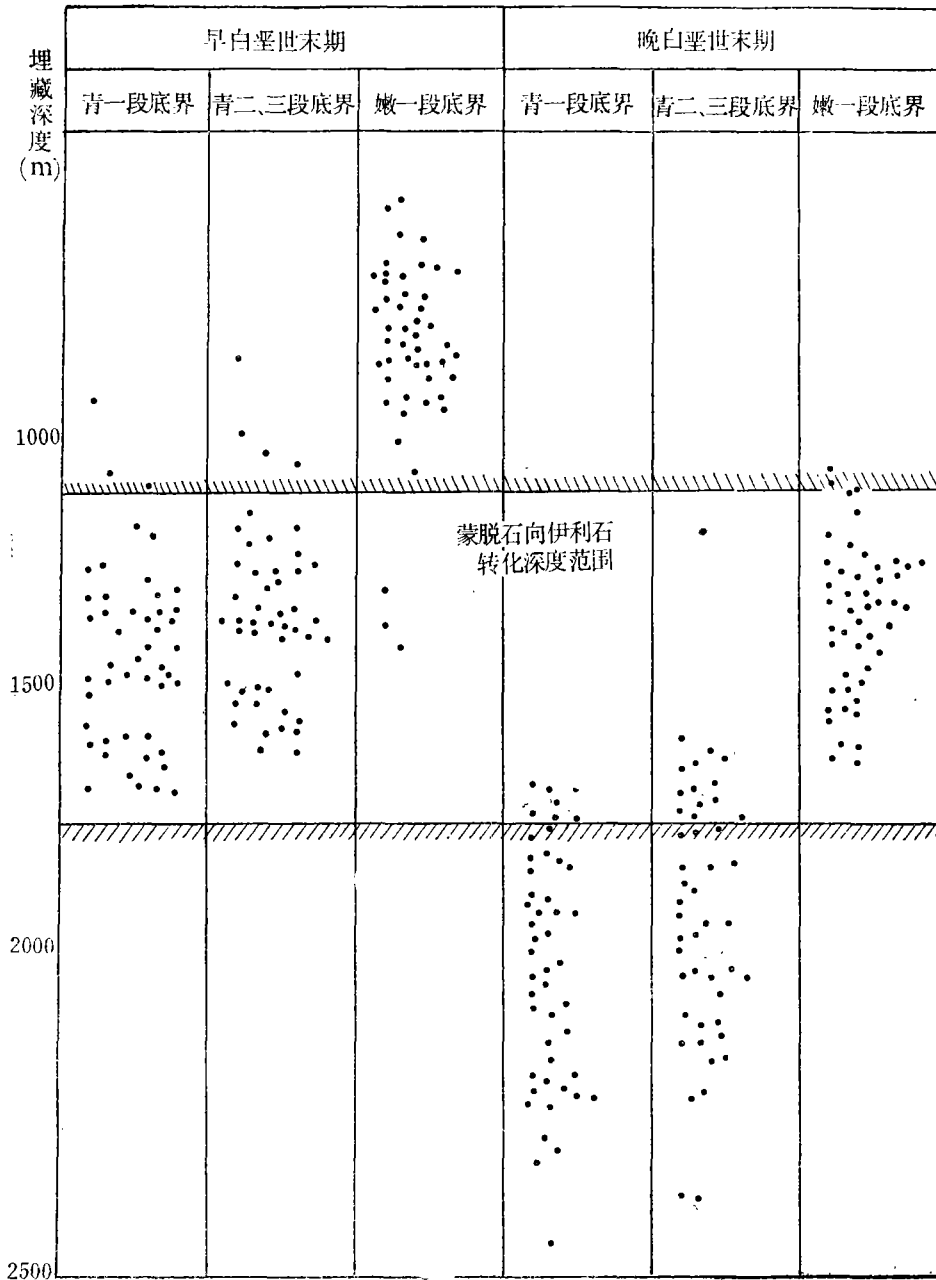 早白垩世末期 晚白垩世末期
埋藏深度(m)
青一段底界 青二、三段底界 嫩一段底界 青一段底界 青二、三段底界 嫩一段底界
1000
蒙脱石向伊利石
转化深度范围
1500
2000
2500